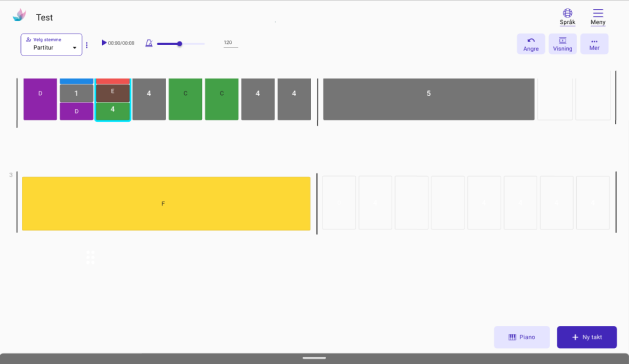 Test
Språk
Meny
Velg stemme
Partitur
00:00/00:05
120
Angre
Visning
Mer
D 1 E 4 C C 4 4 5
D 4
3
F
Piano
Ny takt